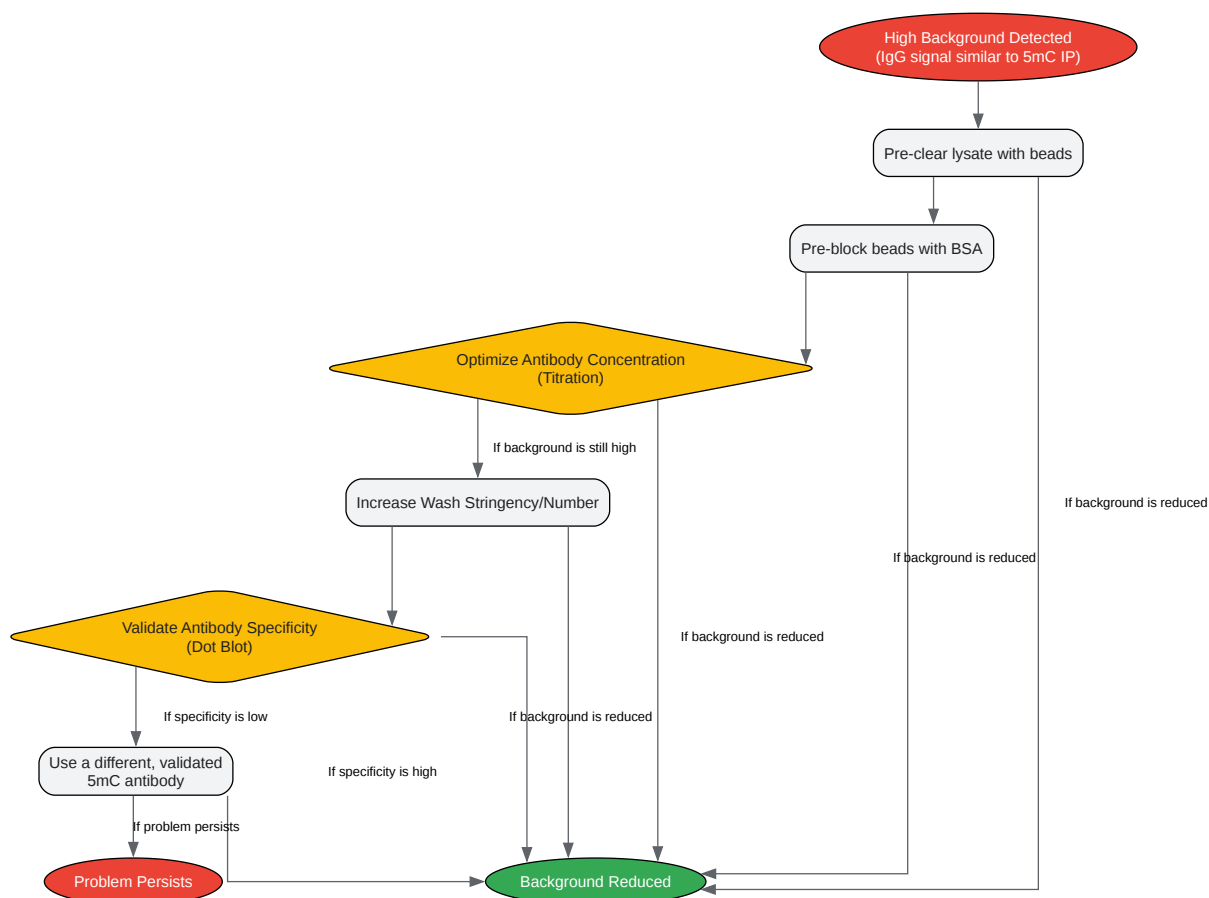 High Background Detected
(IgG signal similar to 5mC IP)
Pre-clear lysate with beads
Pre-block beads with BSA
Optimize Antibody Concentration
(Titration)
If background is still high
Increase Wash Stringency/Number
If background is reduced
If background is reduced
Validate Antibody Specificity
(Dot Blot)
If background is reduced
If specificity is low
If background is reduced
Use a different, validated
5mC antibody
If specificity is high
If problem persists
Problem Persists
Background Reduced